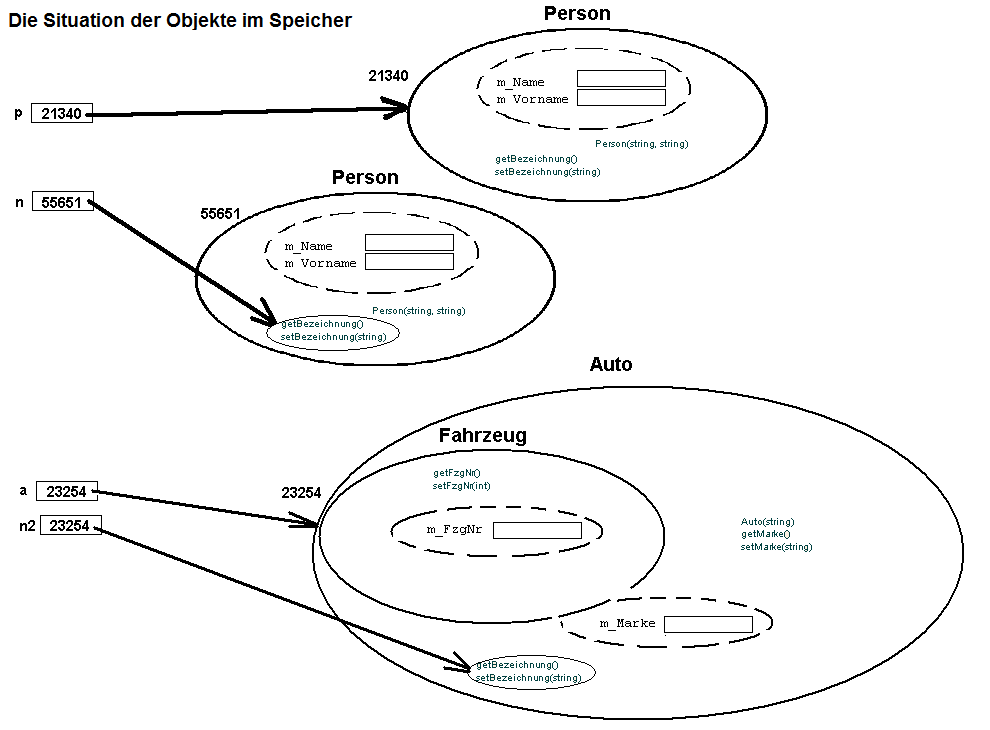 Die Situation der Objekte im Speicher
Person
21340
p 21340
m_Name
m_Vorname
Person(string, string)
getBezeichnung()
setBezeichnung(string)
Person
n 55651
55651
m_Name
m_Vorname
Person(string, string)
getBezeichnung()
setBezeichnung(string)
Auto
Fahrzeug
getFzgNr()
setFzgNr(int)
a 23254
23254
n2 23254
m_FzgNr
Auto(string)
getMarke()
setMarke(string)
m_Marke
getBezeichnung()
setBezeichnung(string)